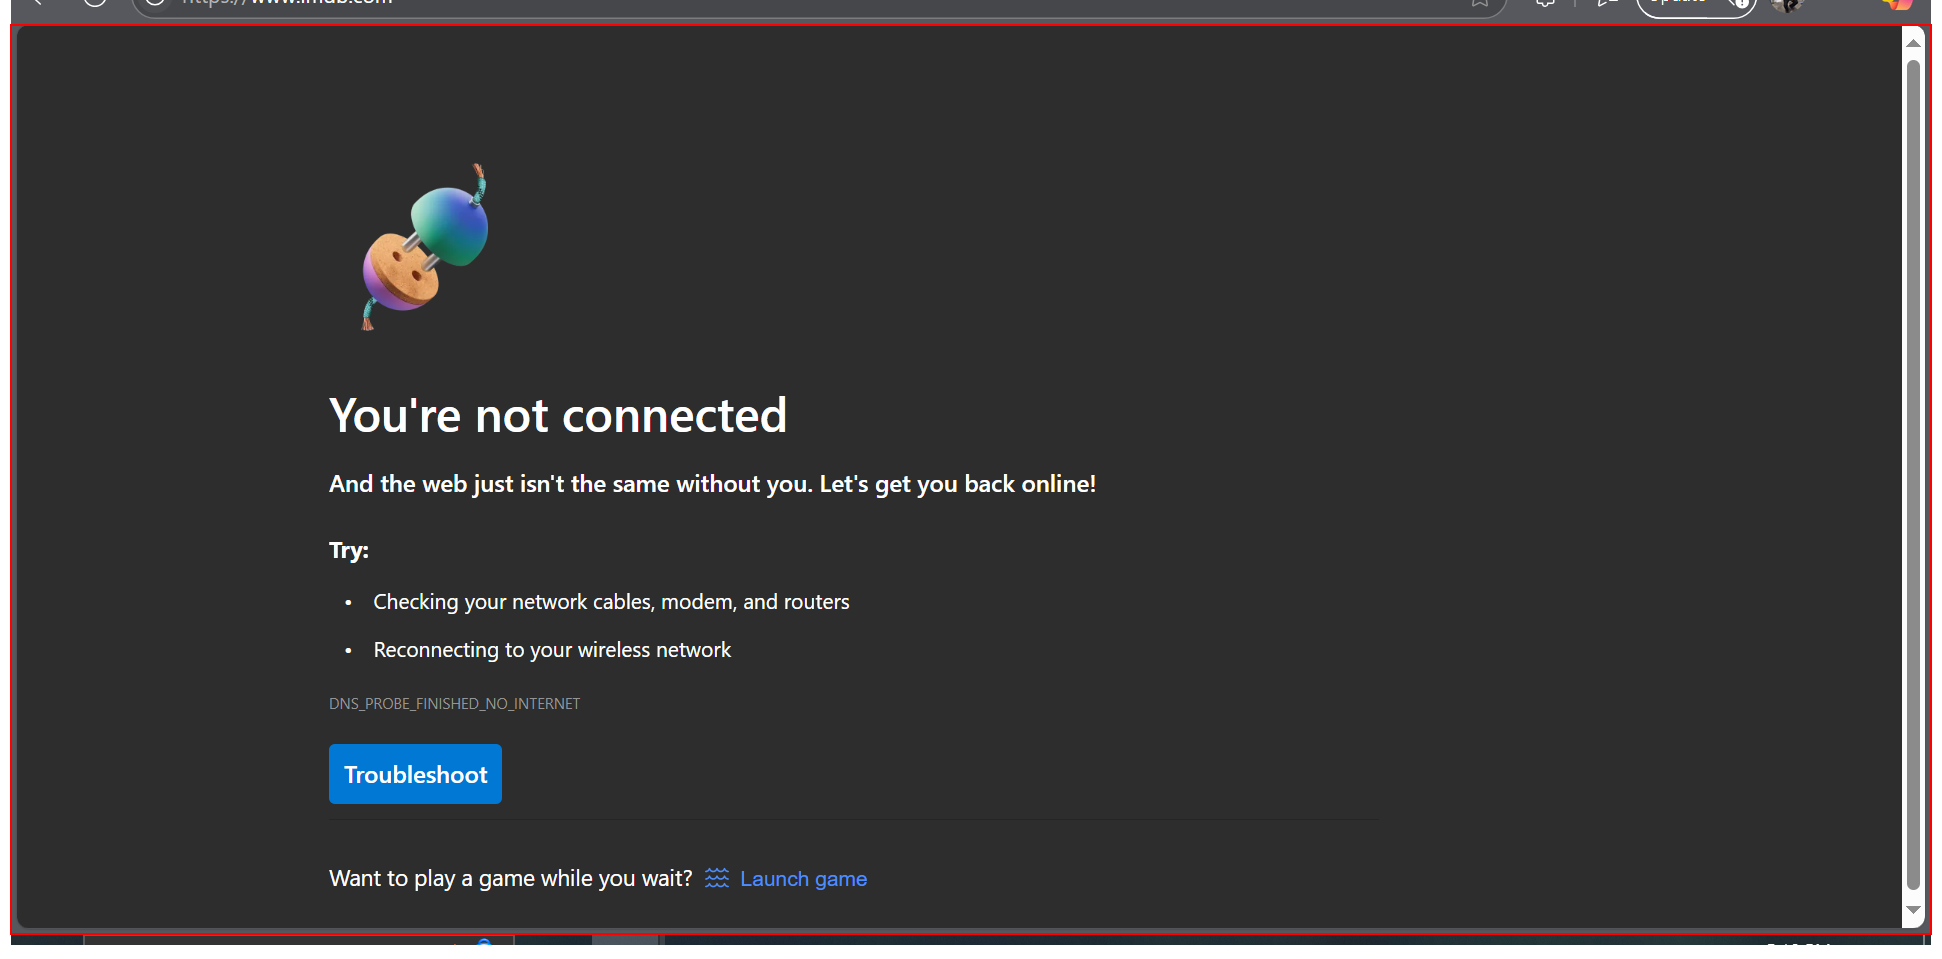 https://www.imdb.com
You're not connected
And the web just isn't the same without you. Let's get you back online!
Try:
• Checking your network cables, modem, and routers
• Reconnecting to your wireless network
DNS_PROBE_FINISHED_NO_INTERNET
Troubleshoot
Want to play a game while you wait? Launch game